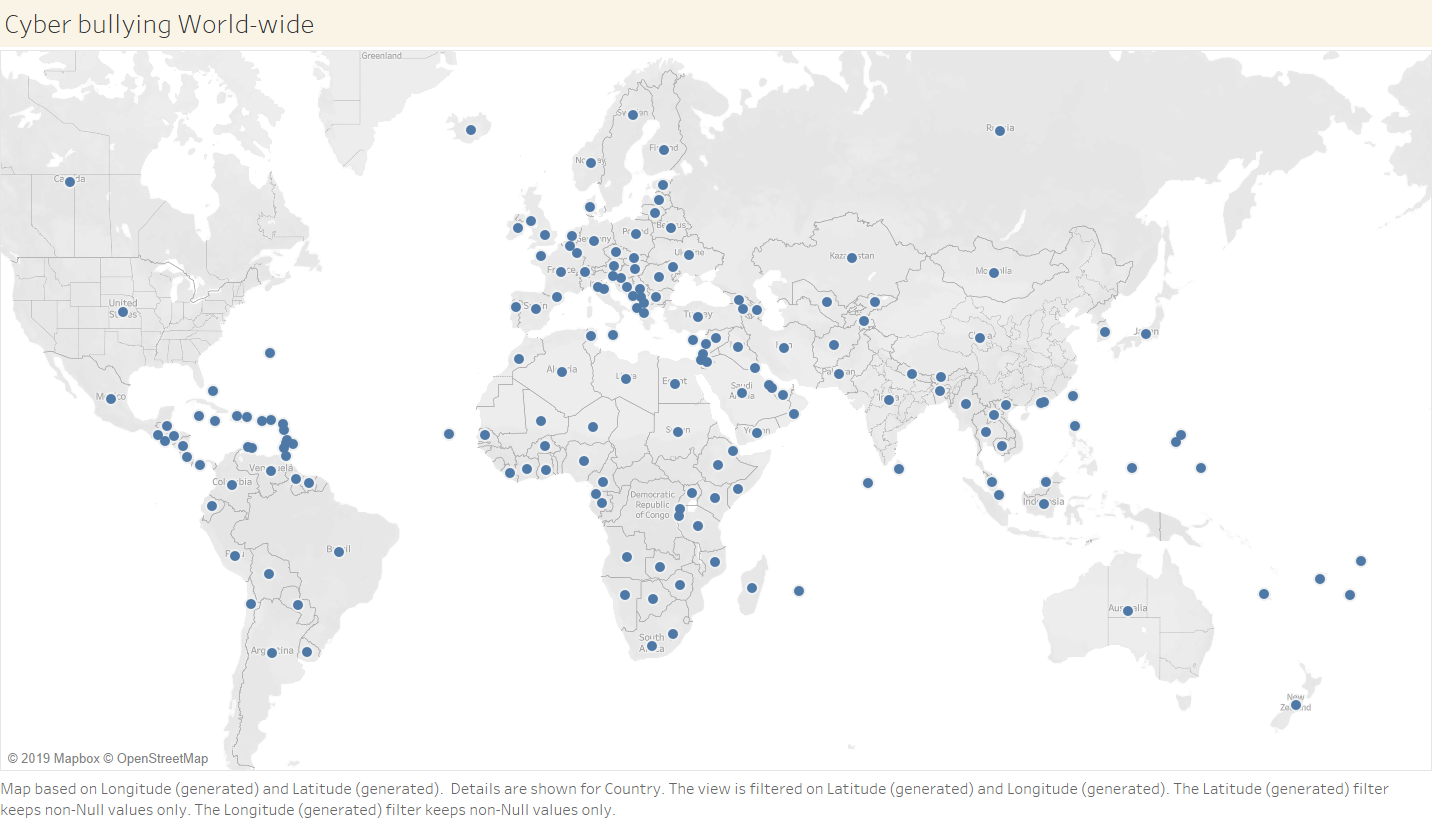 Cyber bullying World-wide
Greenland
Sweden
Russia
Finland
Norway
Canada
Belarus
Poland
Germany
Ukraine
Kazakhstan
France
Mongolia
United
States
Spain
Turkey
China
Japan
Iran
Algeria
Libya
Egypt
Pakistan
Saudi
Arabia
Mexico
India
Sudan
Yemen
Venezuela
Colombia
Democratic
Republic
of Congo
Indonesia
Peru
Brazil
Australia
South
Africa
Argentina
New
Zealand
© 2019 Mapbox © OpenStreetMap
Map based on Longitude (generated) and Latitude (generated).  Details are shown for Country. The view is filtered on Latitude (generated) and Longitude (generated). The Latitude (generated) filter
keeps non-Null values only. The Longitude (generated) filter keeps non-Null values only.